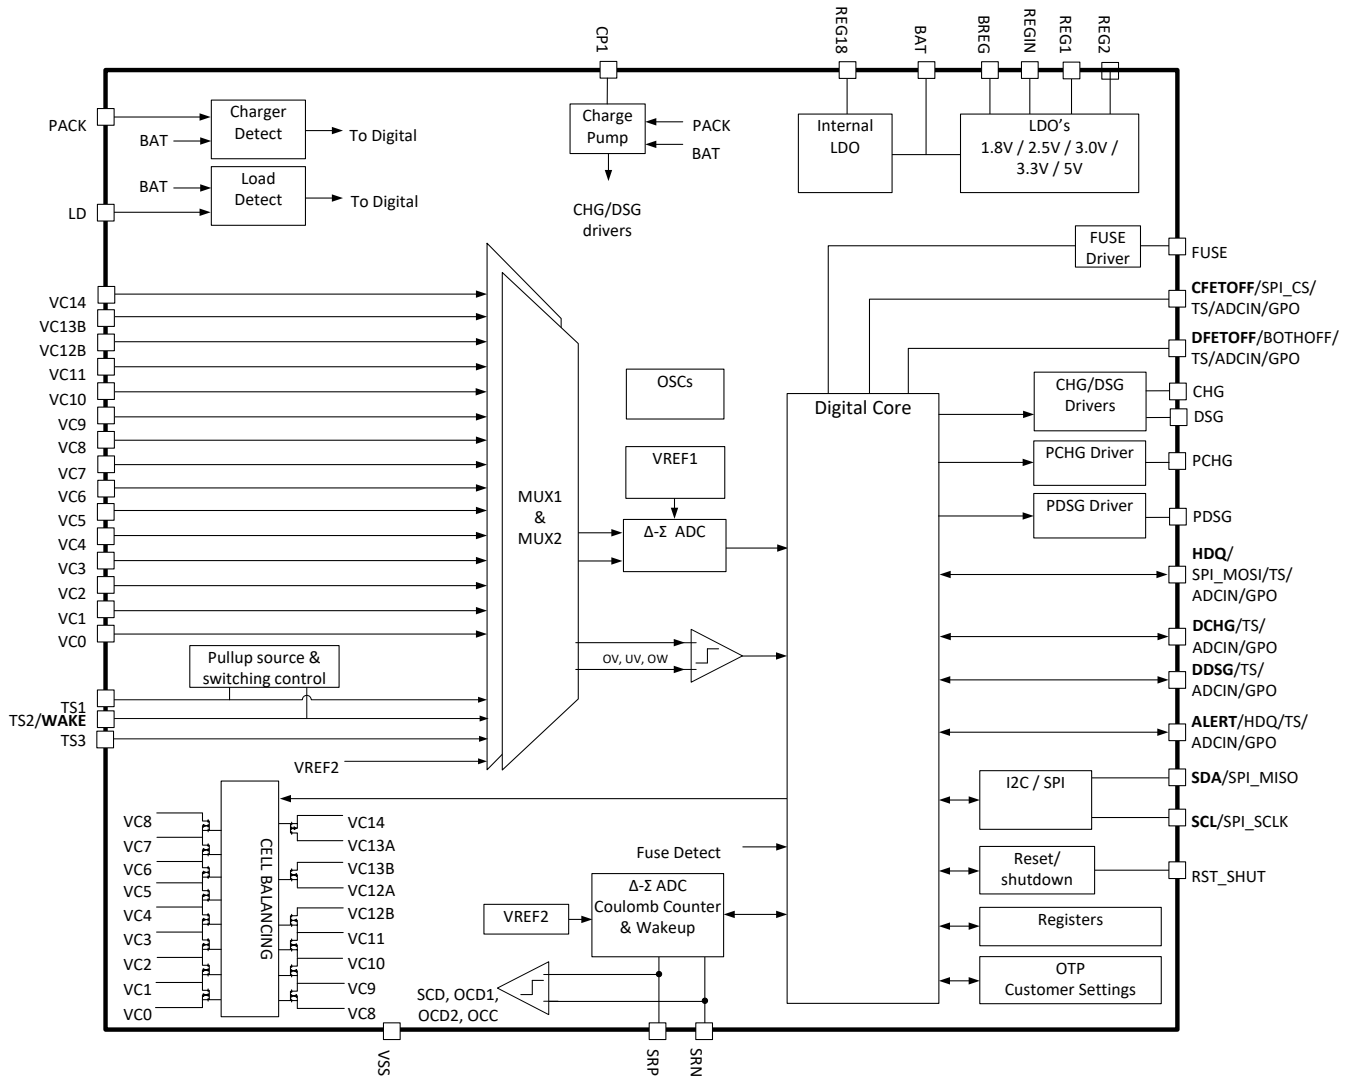 CP1
REG18
BAT
BREG
REGIN
REG1
REG2
PACK
BAT
Charger
Detect
To Digital
BAT
LD
Load
Detect
To Digital
Charge
Pump
PACK
BAT
CHG/DSG
drivers
Internal
LDO
LDO's
1.8V / 2.5V / 3.0V /
3.3V / 5V
FUSE
Driver
FUSE
CFETOFF/SPI_CS/
TS/ADCIN/GPO
DFETOFF/BOTHOFF/
TS/ADCIN/GPO
VC14
VC13B
VC12B
VC11
VC10
VC9
VC8
VC7
VC6
VC5
VC4
VC3
VC2
VC1
VC0
Pullup source &
switching control
TS1
TS2/WAKE
TS3
VREF2
MUX1
&
MUX2
OSCs
VREF1
Δ-Σ ADC
OV, UV, OW
Digital Core
CHG/DSG
Drivers
CHG
DSG
PCHG Driver
PCHG
PDSG Driver
PDSG
HDQ/
SPI_MOSI/TS/
ADCIN/GPO
DCHG/TS/
ADCIN/GPO
DDSG/TS/
ADCIN/GPO
ALERT/HDQ/TS/
ADCIN/GPO
I2C / SPI
SDA/SPI_MISO
SCL/SPI_SCLK
Reset/
shutdown
RST_SHUT
Registers
OTP
Customer Settings
VC8
VC7
VC6
VC5
VC4
VC3
VC2
VC1
VC0
CELL BALANCING
VC14
VC13A
VC13B
VC12A
VC12B
VC11
VC10
VC9
VC8
Fuse Detect
VREF2
Δ-Σ ADC
Coulomb Counter
& Wakeup
SCD, OCD1,
OCD2, OCC
VSS
SRP
SRN